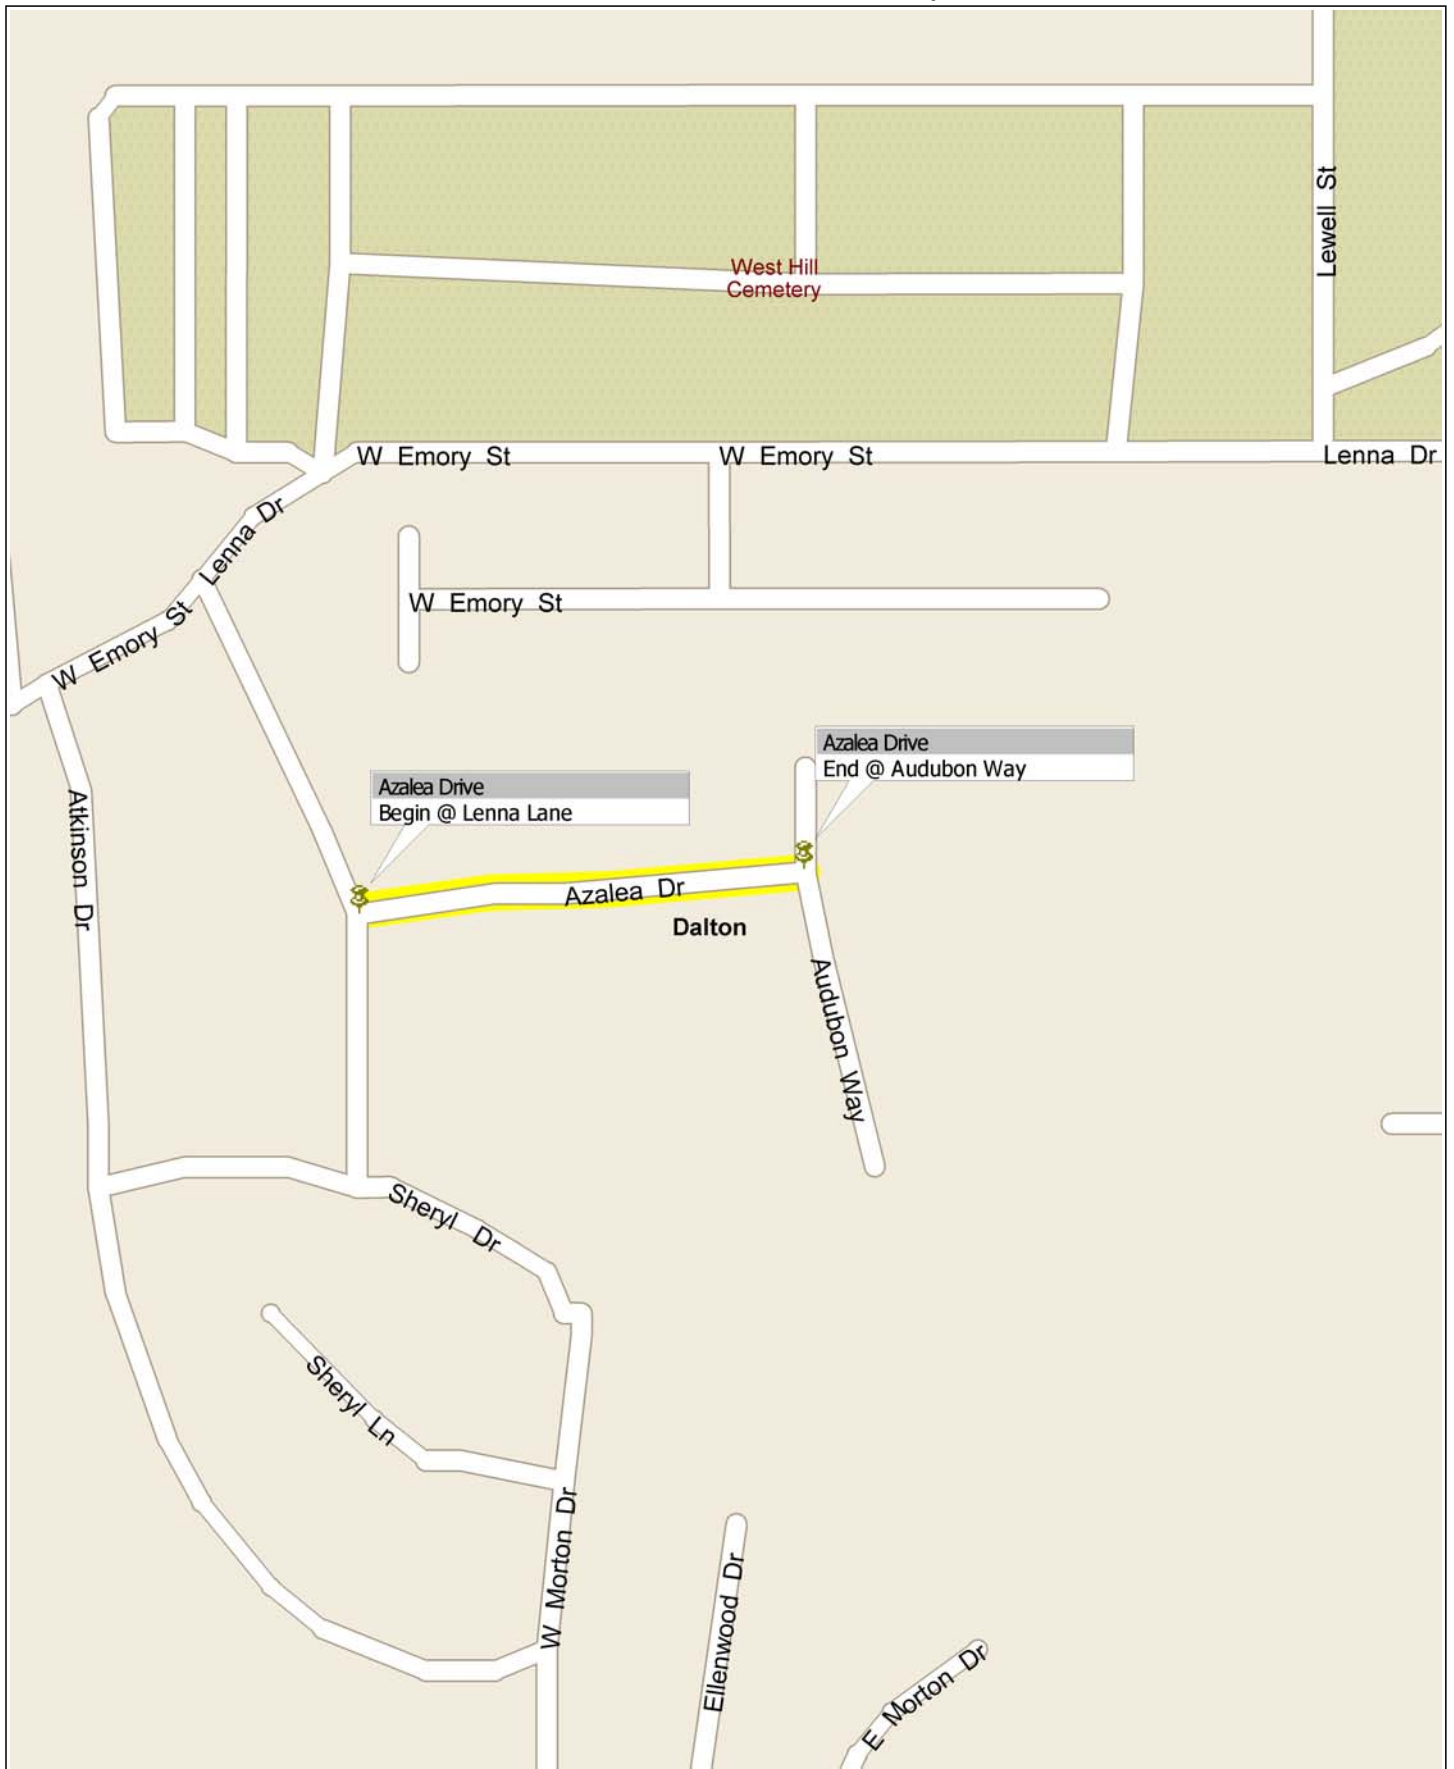 Lewell St
West Hill
Cemetery
W Emory St
W Emory St
Lenna Dr
Lenna Dr
W Emory St
W Emory St
Azalea Drive
End @ Audubon Way
Azalea Drive
Begin @ Lenna Lane
Atkinson Dr
Azalea Dr
Dalton
Audubon Way
Sheryl Dr
Sheryl Ln
W Morton Dr
Ellenwood Dr
E Morton Dr